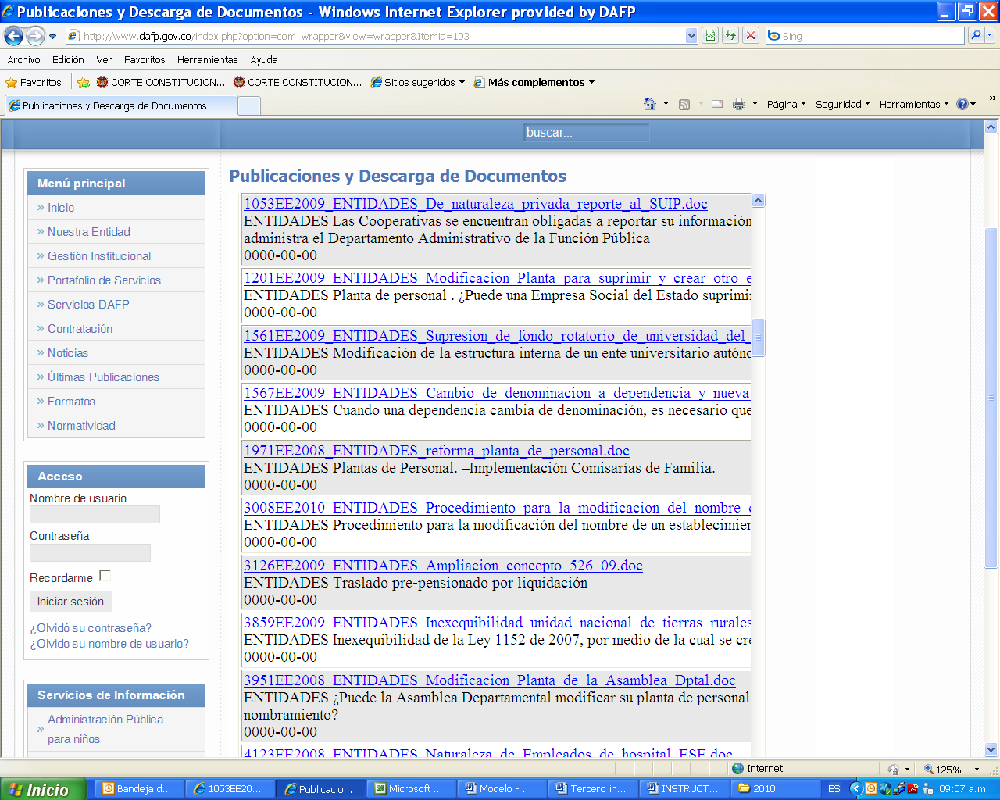 Publicaciones y Descarga de Documentos - Windows Internet Explorer provided by DAFP
http://www.dafp.gov.co/index.php?option=com_wrapper&view=wrapper&Itemid=193
Bing
Archivo Edición Ver Favoritos Herramientas Ayuda
Favoritos CORTE CONSTITUCION... CORTE CONSTITUCION... Sitios sugeridos Más complementos
Publicaciones y Descarga de Documentos
Página Seguridad Herramientas
buscar...
Menú principal
» Inicio
» Nuestra Entidad
» Gestión Institucional
» Portafolio de Servicios
» Servicios DAFP
» Contratación
» Noticias
» Últimas Publicaciones
» Formatos
» Normatividad
Acceso
Nombre de usuario
Contraseña
Recordarme
Iniciar sesión
¿Olvidó su contraseña?
¿Olvido su nombre de usuario?
Servicios de Información
» Administración Pública
para niños
Publicaciones y Descarga de Documentos
1053EE2009_ENTIDADES_De_naturaleza_privada_reporte_al_SUIP.doc
ENTIDADES Las Cooperativas se encuentran obligadas a reportar su información
administra el Departamento Administrativo de la Función Pública
0000-00-00
1201EE2009_ENTIDADES_Modificacion_Planta_para_suprimir_y_crear_otro_e
ENTIDADES Planta de personal . ¿Puede una Empresa Social del Estado suprimir
0000-00-00
1561EE2009_ENTIDADES_Supresion_de_fondo_rotatorio_de_universidad_del_
ENTIDADES Modificación de la estructura interna de un ente universitario autóno
0000-00-00
1567EE2009_ENTIDADES_Cambio_de_denominacion_a_dependencia_y_nueva_
ENTIDADES Cuando una dependencia cambia de denominación, es necesario que
0000-00-00
1971EE2008_ENTIDADES_reforma_planta_de_personal.doc
ENTIDADES Plantas de Personal. –Implementación Comisarías de Familia.
0000-00-00
3008EE2010_ENTIDADES_Procedimiento_para_la_modificacion_del_nombre_
ENTIDADES Procedimiento para la modificación del nombre de un establecimien
0000-00-00
3126EE2009_ENTIDADES_Ampliacion_concepto_526_09.doc
ENTIDADES Traslado pre-pensionado por liquidación
0000-00-00
3859EE2009_ENTIDADES_Inexequibilidad_unidad_nacional_de_tierras_rurales
ENTIDADES Inexequibilidad de la Ley 1152 de 2007, por medio de la cual se cre
0000-00-00
3951EE2008_ENTIDADES_Modificacion_Planta_de_la_Asamblea_Dptal.doc
ENTIDADES ¿Puede la Asamblea Departamental modificar su planta de personal
nombramiento?
0000-00-00
4123EE2008_ENTIDADES_Naturaleza_de_Empleados_de_hospital_ESE.doc
Internet 125%
Inicio Bandeja d... 1053EE20... Publicacio... Microsoft ... Modelo - ... Tercero in... INSTRUCT... 2010 ES 09:57 a.m.